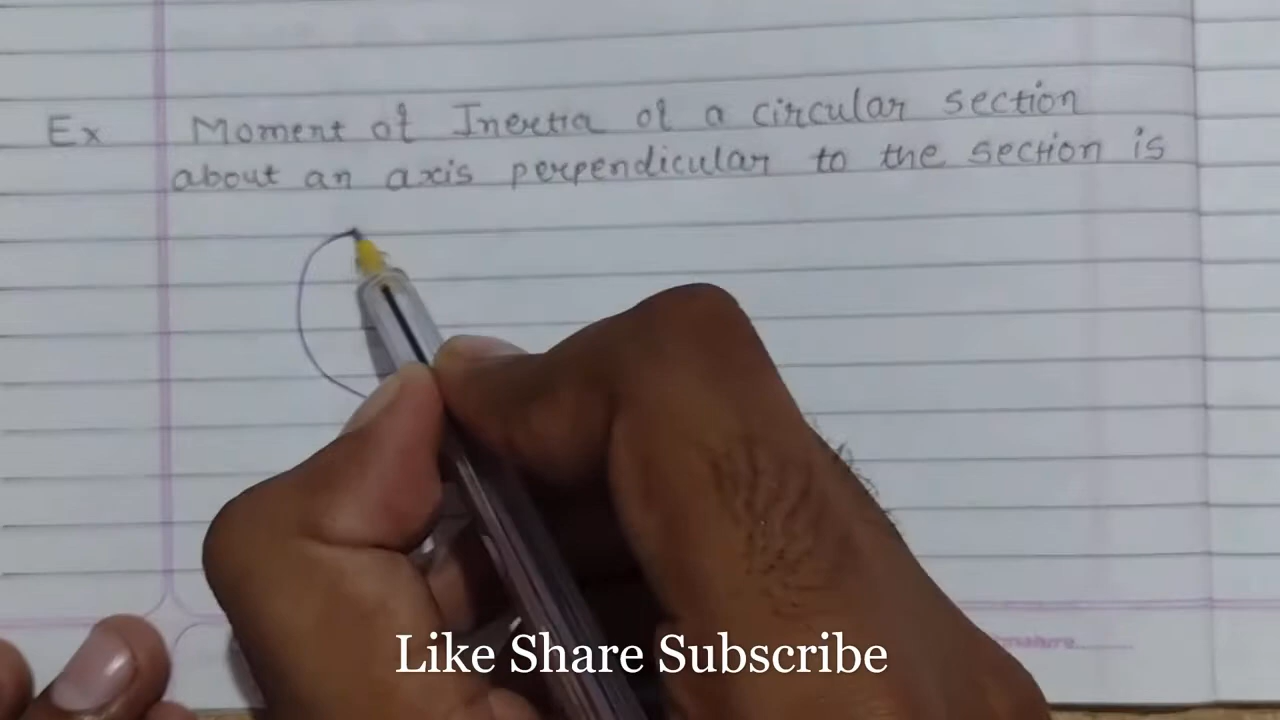 Ex Moment of Inertia of a circular section
about an axis perpendicular to the section is
Like Share Subscribe